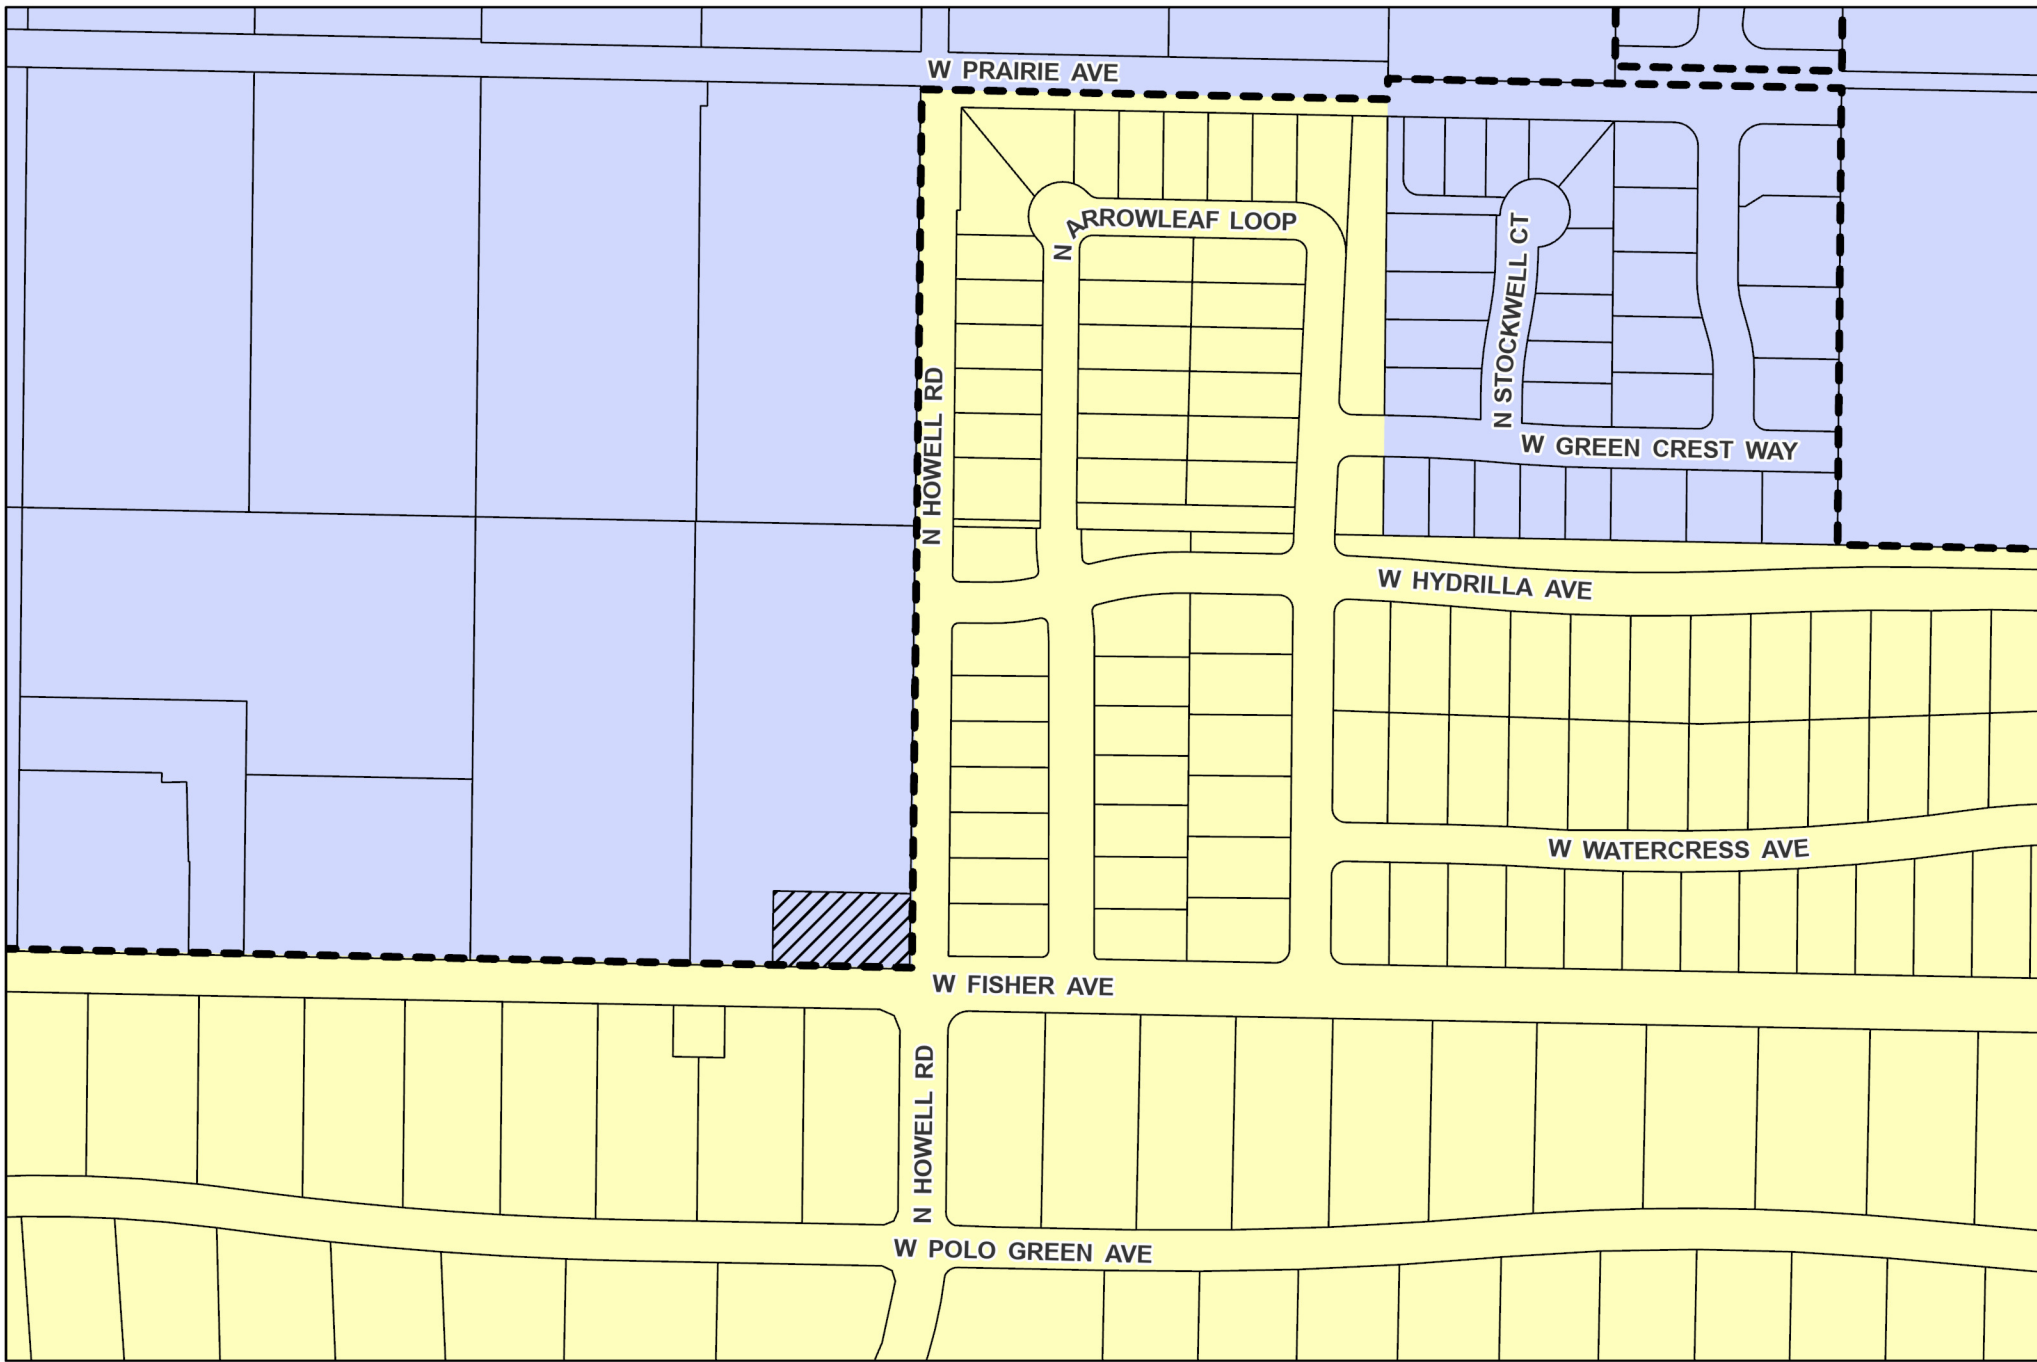 W PRAIRIE AVE
N ARROWLEAF LOOP
N STOCKWELL CT
N HOWELL RD
W GREEN CREST WAY
W HYDRILLA AVE
W WATERCRESS AVE
W FISHER AVE
N HOWELL RD
W POLO GREEN AVE